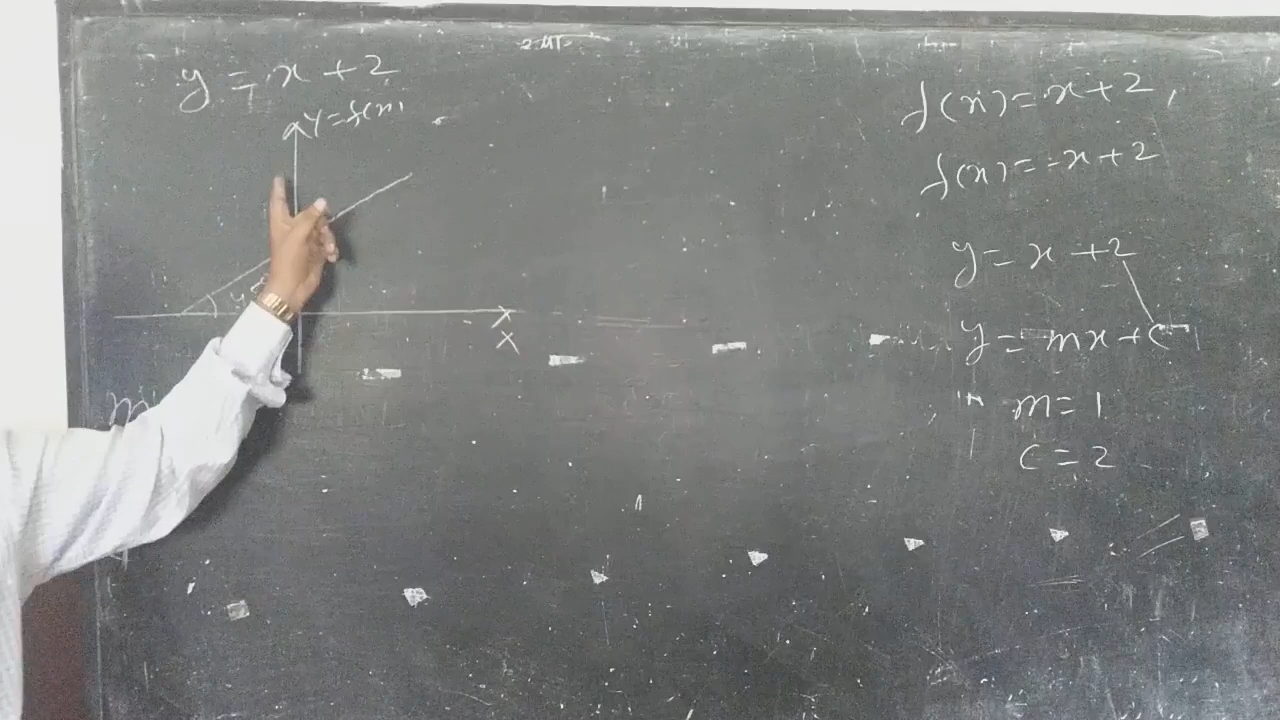 y = x + 2
Y = f(x)
X
f(x) = x + 2,
f(x) = -x + 2
y = x + 2
y = mx + c
m = 1
c = 2